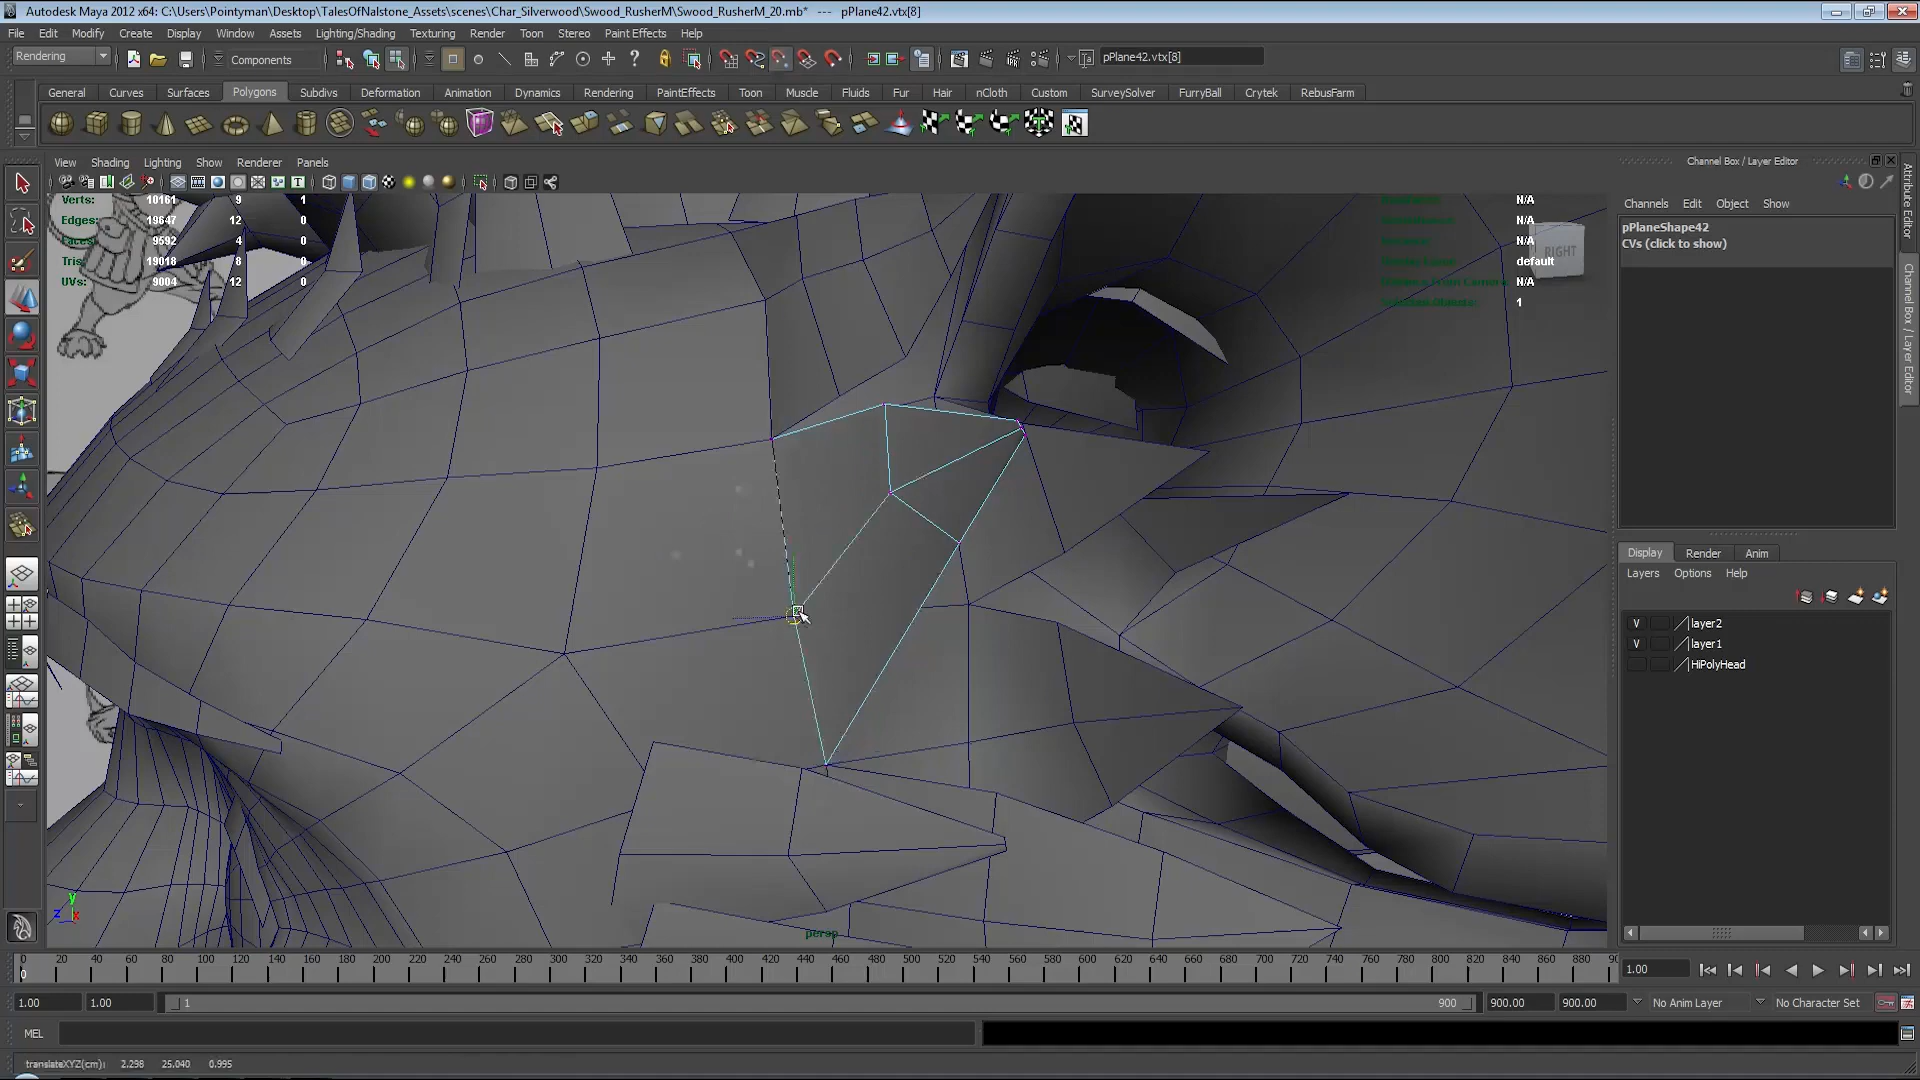 Autodesk Maya 2012 x64: C:\Users\Pointyman\Desktop\TalesOfNalstone_Assets\scenes\Char_Silverwood\Swood_RusherM\Swood_RusherM_20.mb*  ---  pPlane42.vtx[8]
File Edit Modify Create Display Window Assets Lighting/Shading Texturing Render Toon Stereo Paint Effects Help
Rendering Components pPlane42.vtx[8]
General Curves Surfaces Subdivs Deformation Animation Dynamics Rendering PaintEffects Toon Muscle Fluids Fur Hair nCloth Custom SurveySolver FurryBall Crytek RebusFarm
View Shading Lighting Show Renderer Panels
Channel Box / Layer Editor
Verts: 10161 9 1
Edges: 19647 12 0
9592 4 0
Tris: 19018 8 0
UVs: 9004 12 0
N/A
N/A
N/A
default
N/A
1
RIGHT
Channels Edit Object Show
pPlaneShape42
CVs (click to show)
Attribute Editor
Channel Box / Layer Editor
Display Render Anim
Layers Options Help
V layer2
V layer1
HiPolyHead
persp
y
z x
0 20 40 60 80 100 120 140 160 180 200 220 240 260 280 300 320 340 360 380 400 420 440 460 480 500 520 540 560 580 600 620 640 660 680 700 720 740 760 780 800 820 840 860 880 90
0
1.00
1.00 1.00 1 900 900.00 900.00 No Anim Layer No Character Set
MEL
translateXYZ(cm): 2.298 25.040 0.995